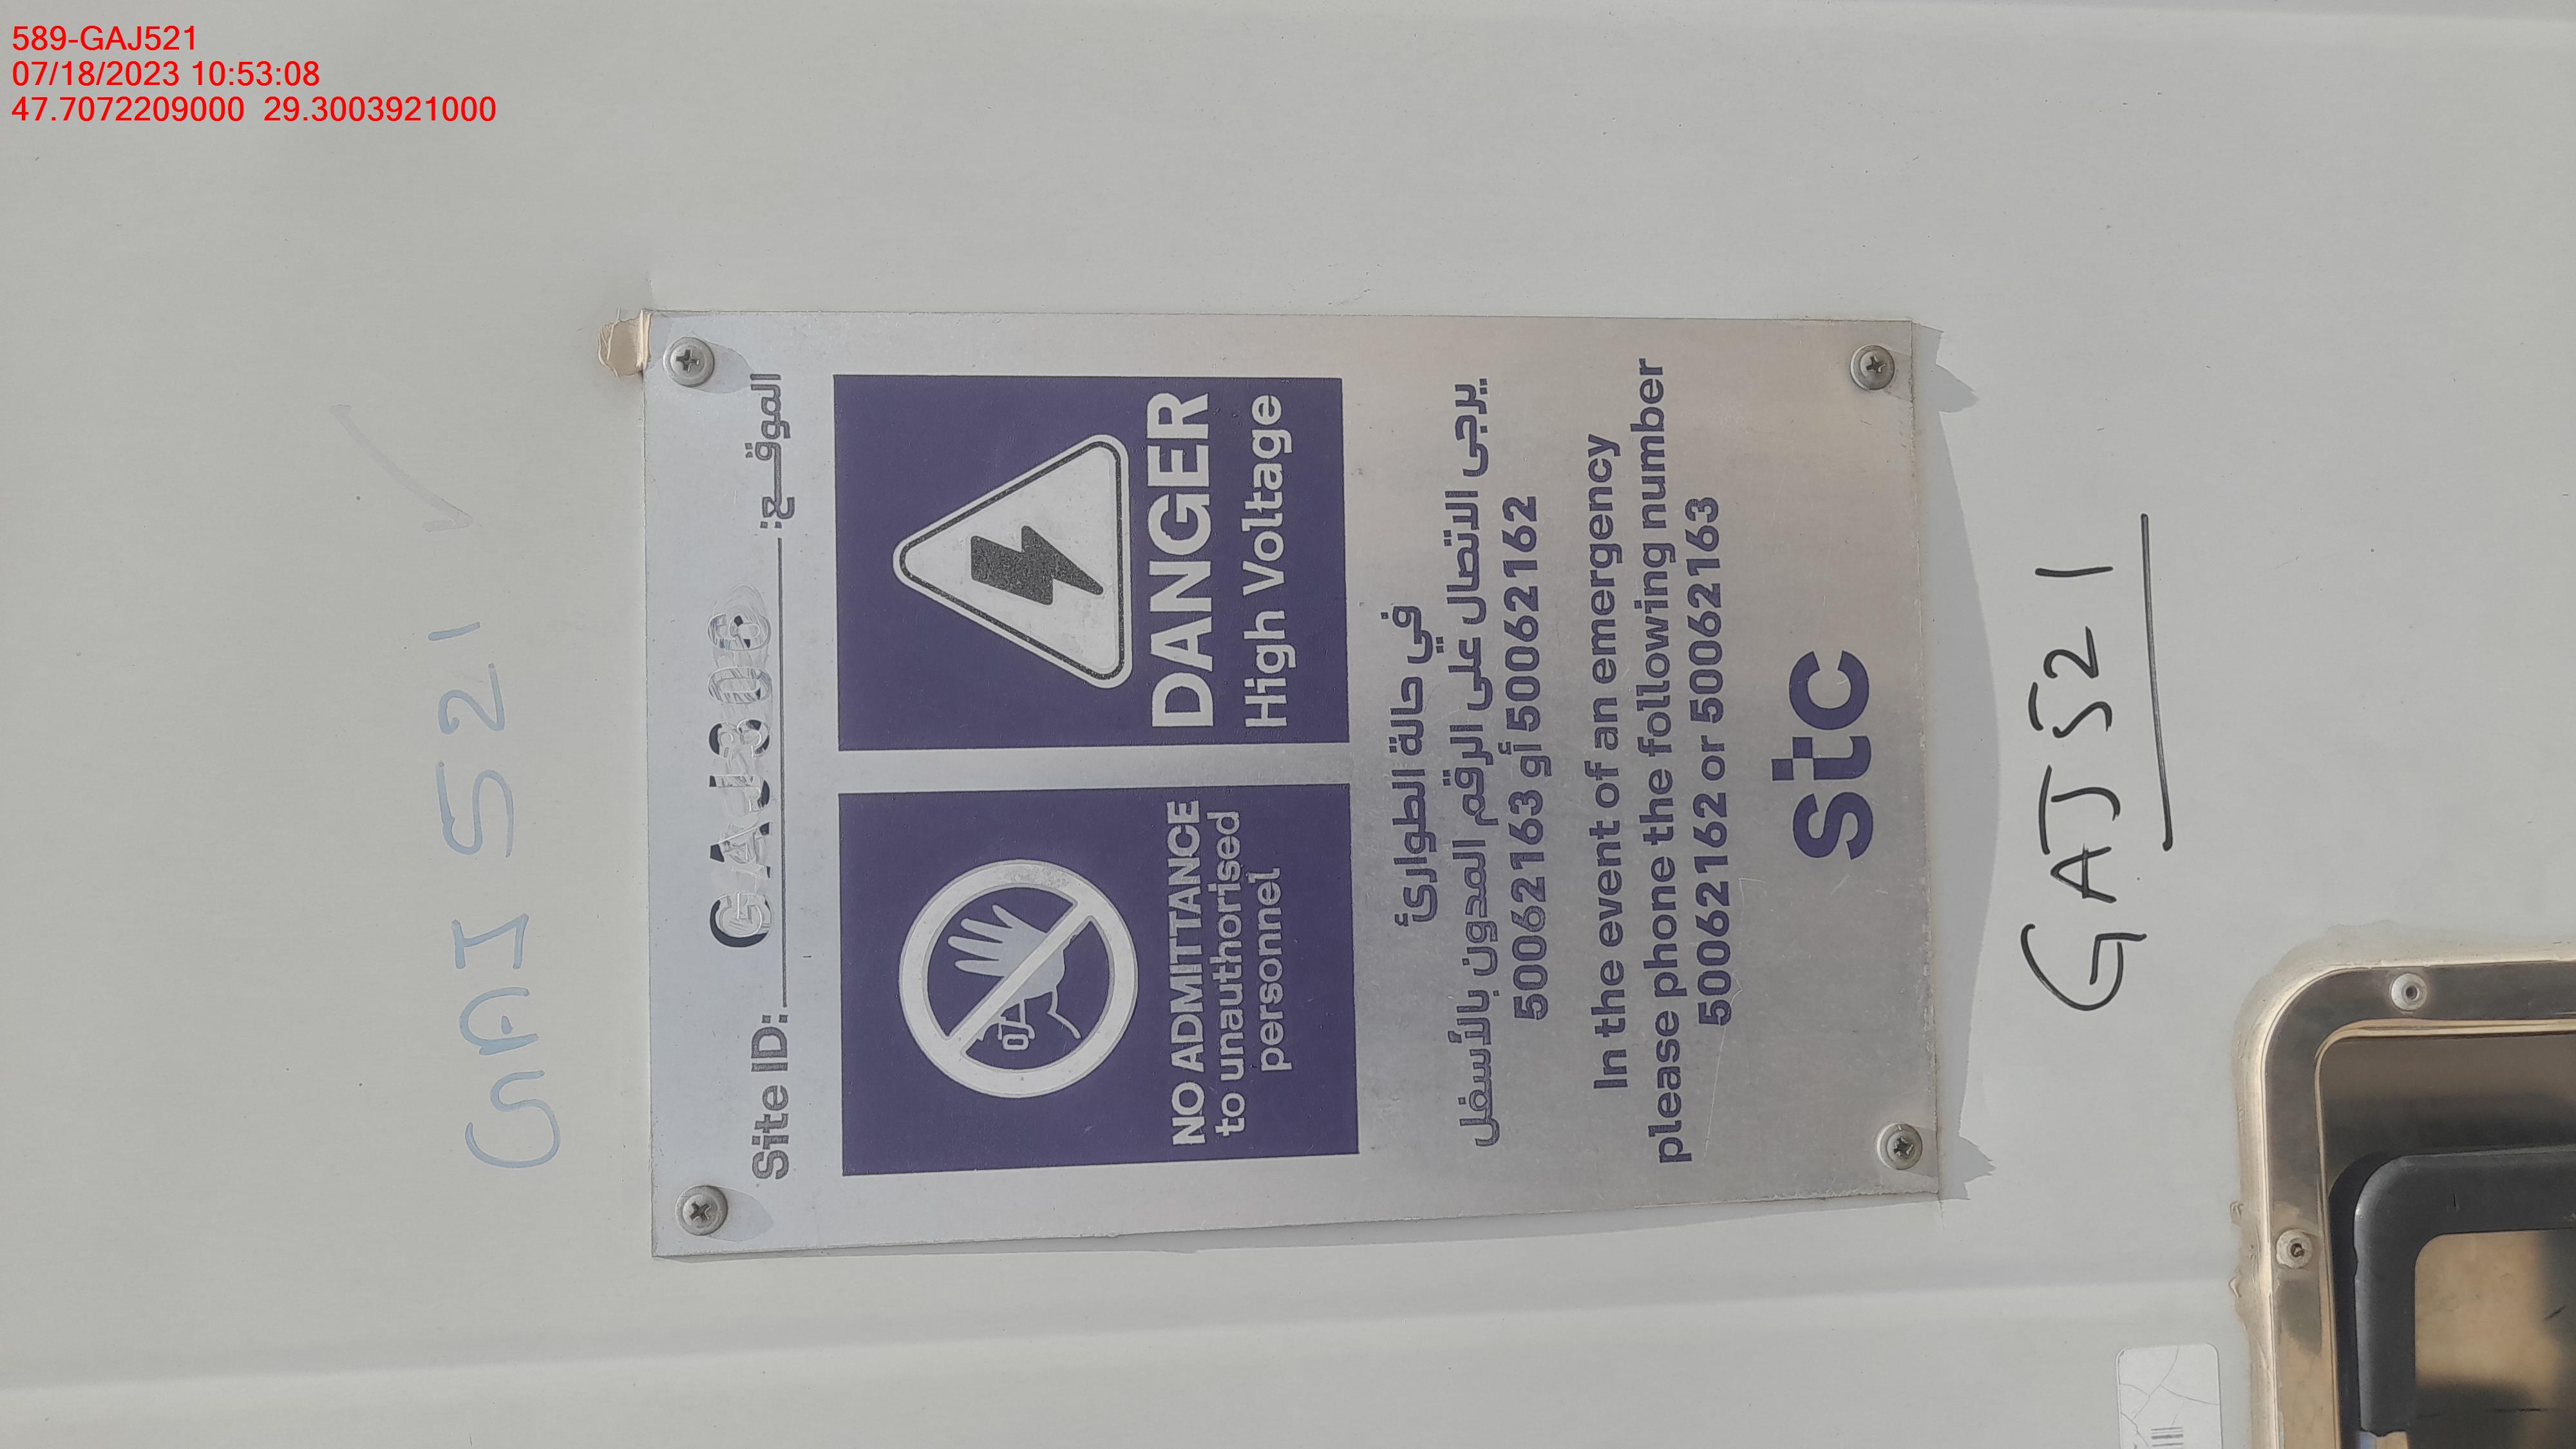 589-GAJ521
07/18/2023 10:53:08
47.7072209000 29.3003921000
GAJ 521
Site ID: الموقع:
NO ADMITTANCE
to unauthorised
personnel
DANGER
High Voltage
في حالة الطوارئ
يرجى الاتصال على الرقم المدون بالأسفل
50062163 أو 50062162
In the event of an emergency
please phone the following number
50062162 or 50062163
stc
GAJ521